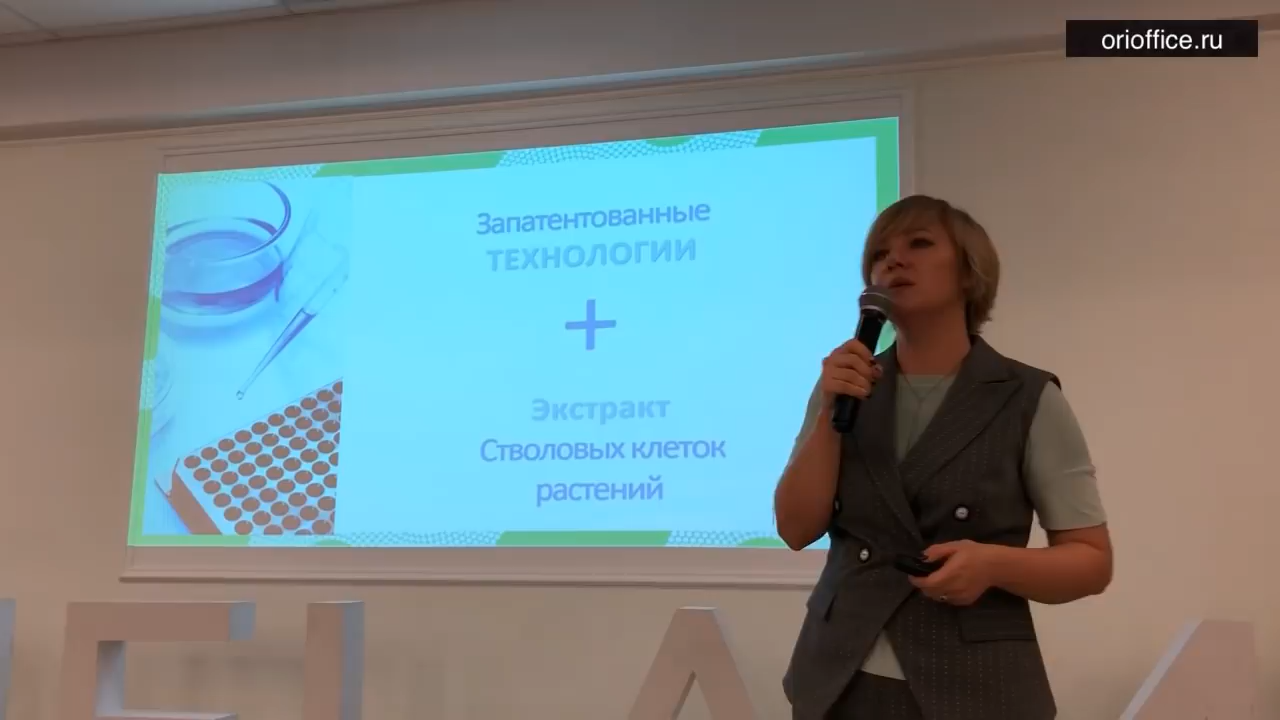 orioffice.ru
Запатентованные
ТЕХНОЛОГИИ
+
Экстракт
Стволовых клеток
растений